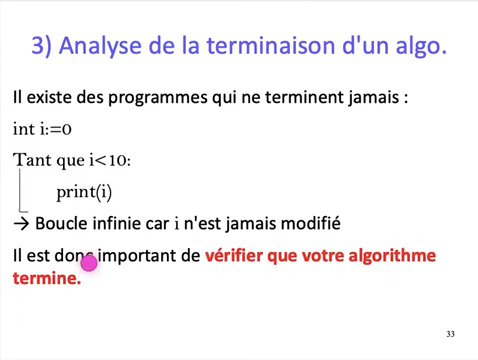 3) Analyse de la terminaison d'un algo.
Il existe des programmes qui ne terminent jamais :
int i:=0
Tant que i<10:
print(i)
→ Boucle infinie car i n'est jamais modifié
Il est donc important de vérifier que votre algorithme
termine.
33